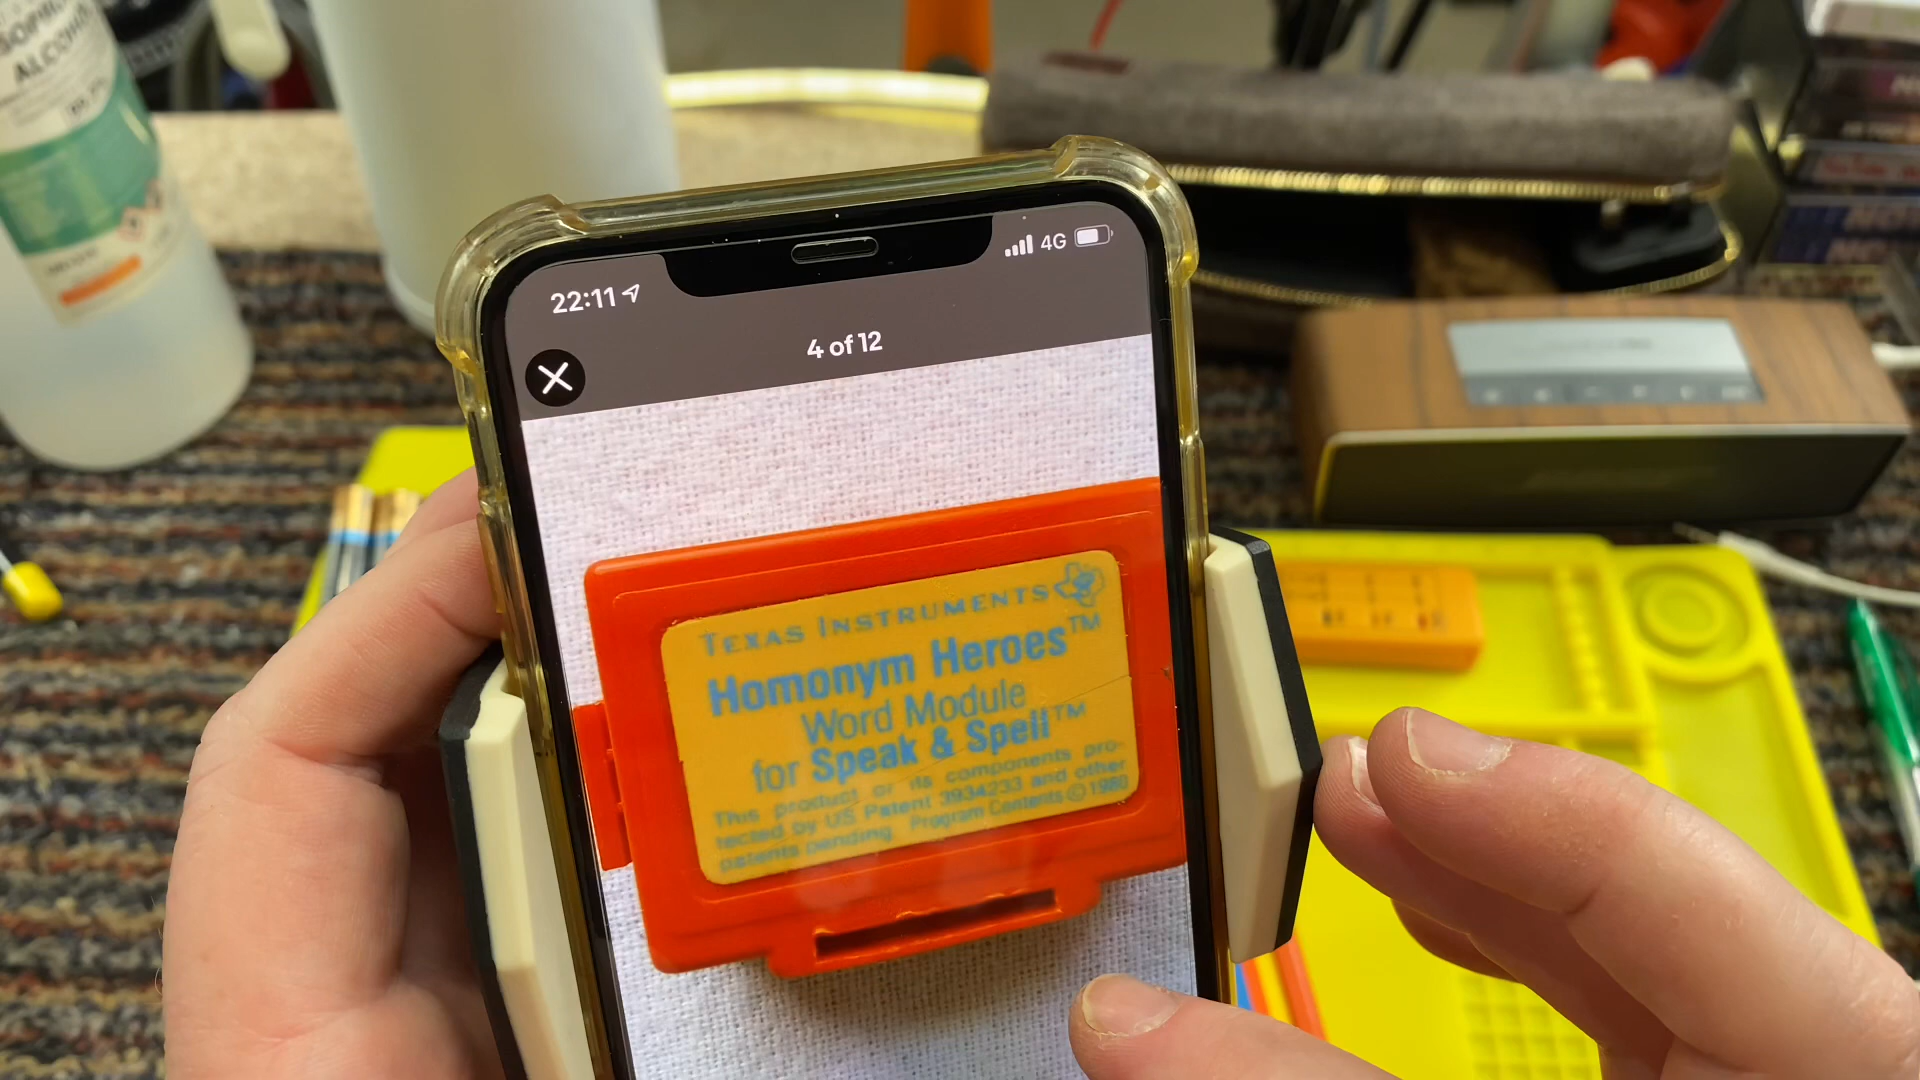 ALCOHOL
22:11
4G
4 of 12
TEXAS INSTRUMENTS
Homonym Heroes™
Word Module
for Speak & Spell™
This product or its components pro-
tected by US Patent 3934233 and other
patents pending. Program Contents © 1980